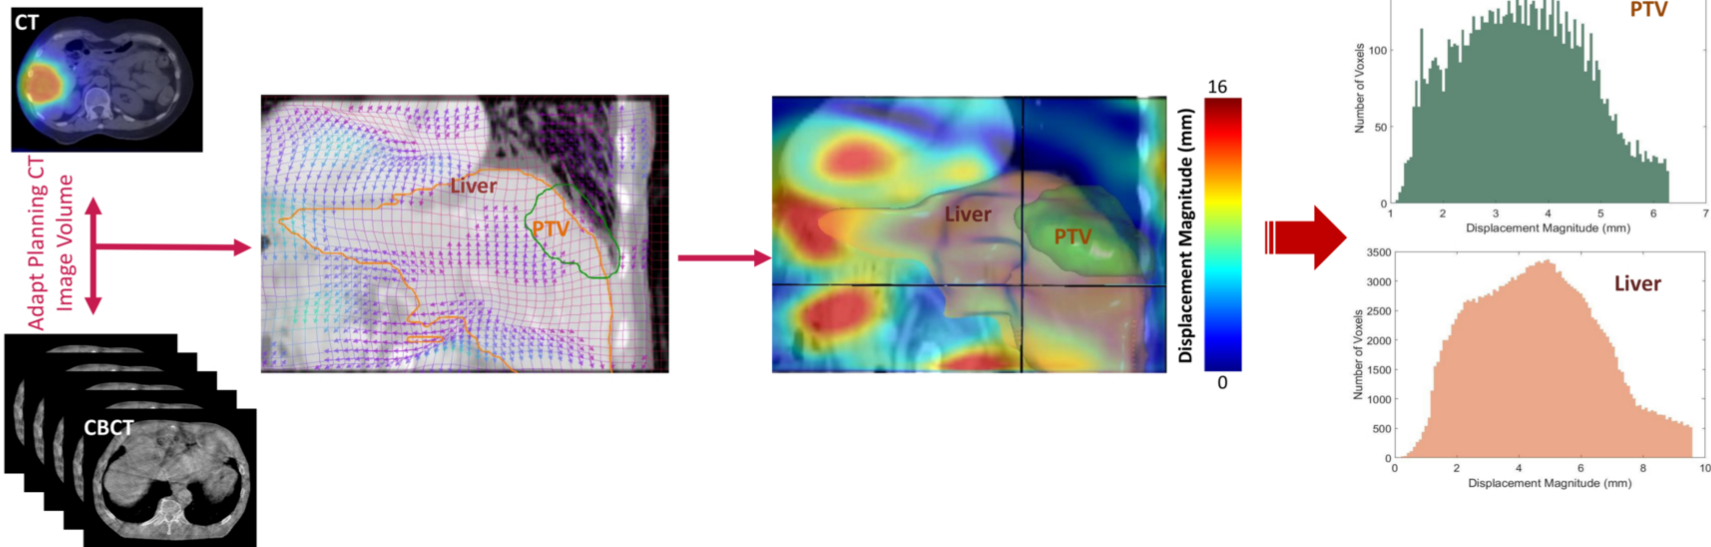 CT
Adapt Planning CT
Image Volume
CBCT
Liver
PTV
Liver
PTV
16
Displacement Magnitude (mm)
0
PTV
Number of Voxels
100
50
0
1 2 3 4 5 6 7
Displacement Magnitude (mm)
Liver
Number of Voxels
3500
3000
2500
2000
1500
1000
500
0
0 2 4 6 8 10
Displacement Magnitude (mm)